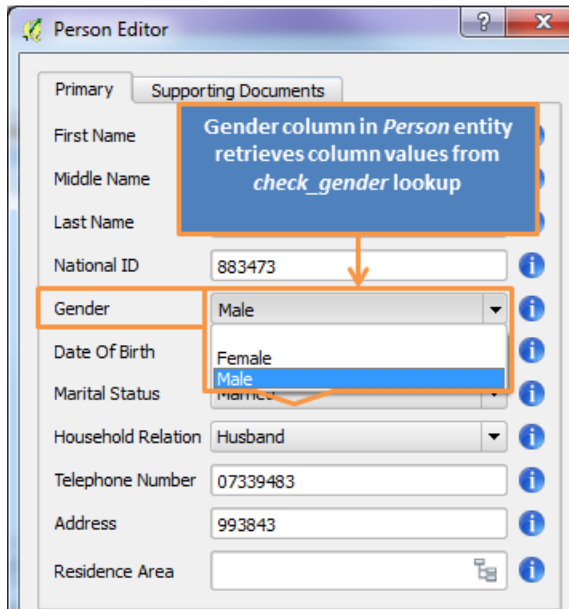 Person Editor
?
Primary
Supporting Documents
First Name
Gender column in Person entity
retrieves column values from
check_gender lookup
Middle Name
Last Name
National ID
883473
Gender
Male
Date Of Birth
Female
Male
Marital Status
Married
Household Relation
Husband
Telephone Number
07339483
Address
993843
Residence Area